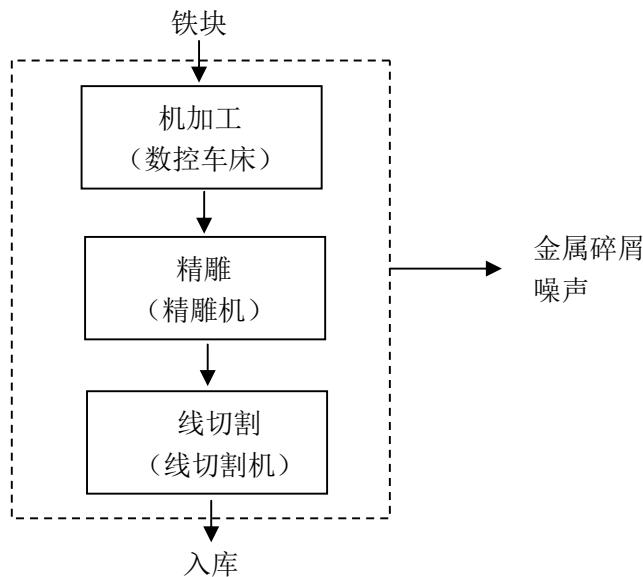 铁块
机加工
（数控车床）
精雕
（精雕机）
金属碎屑
噪声
线切割
（线切割机）
入库